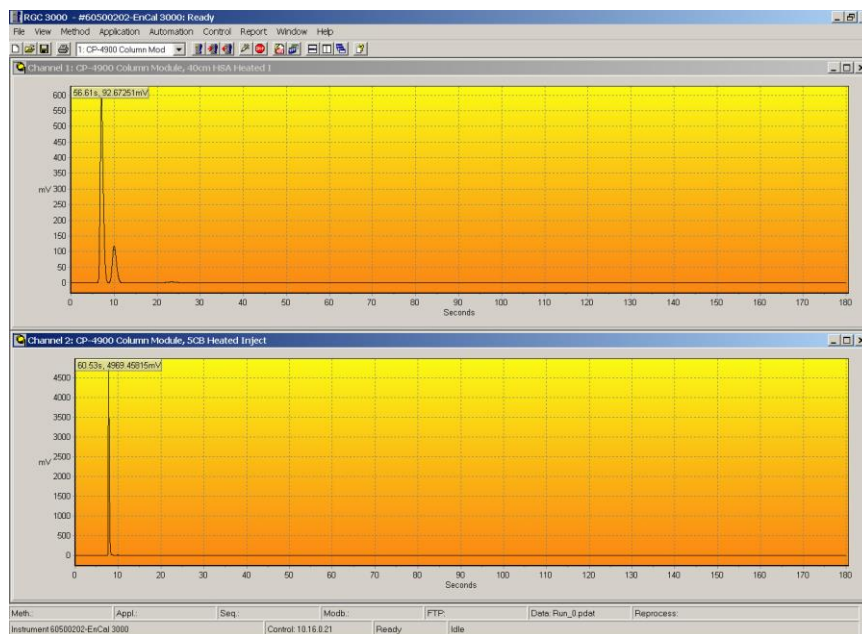 RGC 3000 - #60500202-EnCal 3000: Ready
File View Method Application Automation Control Report Window Help
1: CP-4900 Column Mod
Channel 1: CP-4900 Column Module, 40cm HSA Heated I
56.61s, 92.67251mV
600
550
500
450
400
350
mV 300
250
200
150
100
50
0
0 10 20 30 40 50 60 70 80 90 100 110 120 130 140 150 160 170 180
Seconds
Channel 2: CP-4900 Column Module, 5CB Heated Inject
60.53s, 4969.45815mV
4500
4000
3500
3000
mV 2500
2000
1500
1000
500
0
0 10 20 30 40 50 60 70 80 90 100 110 120 130 140 150 160 170 180
Seconds
Meth.: Appl.: Seq.: Modb.: FTP: Data: Run_0.pdat Reprocess:
Instrument 60500202-EnCal 3000 Control: 10.16.0.21 Ready Idle